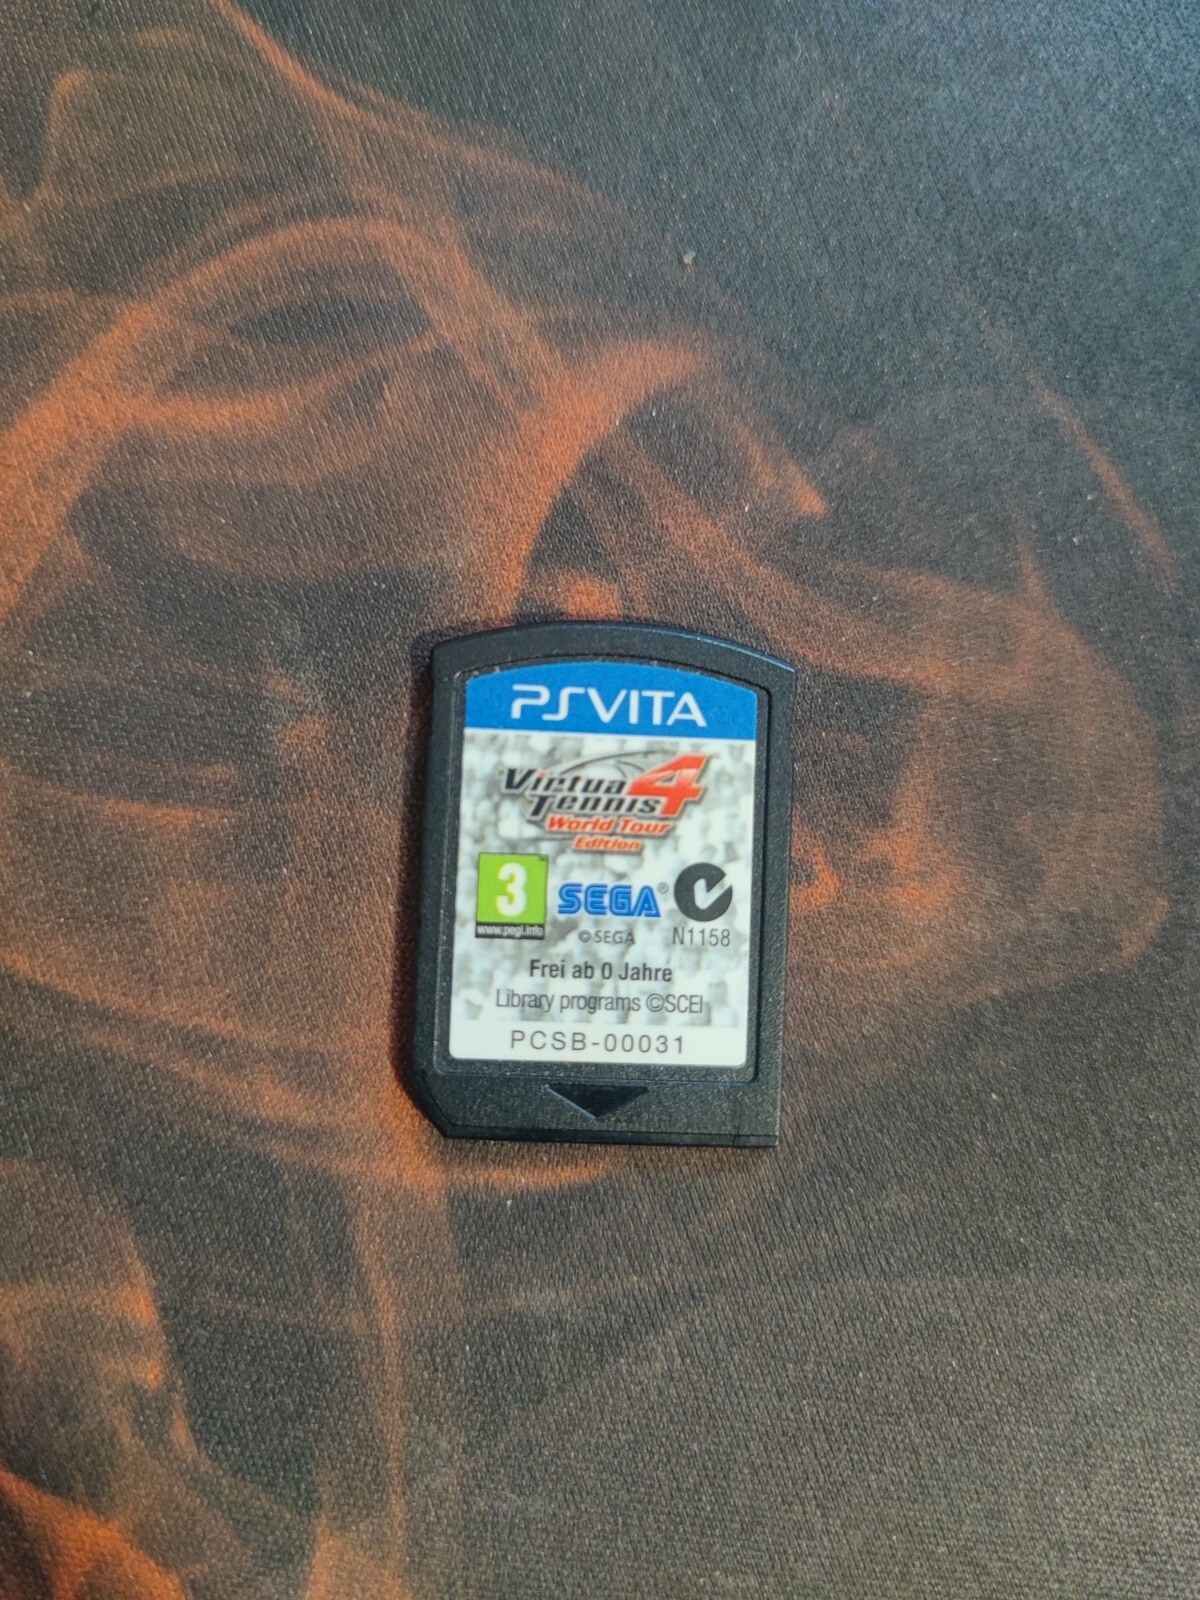 PSVITA
Virtua
Tennis 4
World Tour
Edition
3
www.pegi.info
SEGA®
© SEGA
N1158
Frei ab 0 Jahre
Library programs ©SCEI
PCSB-00031